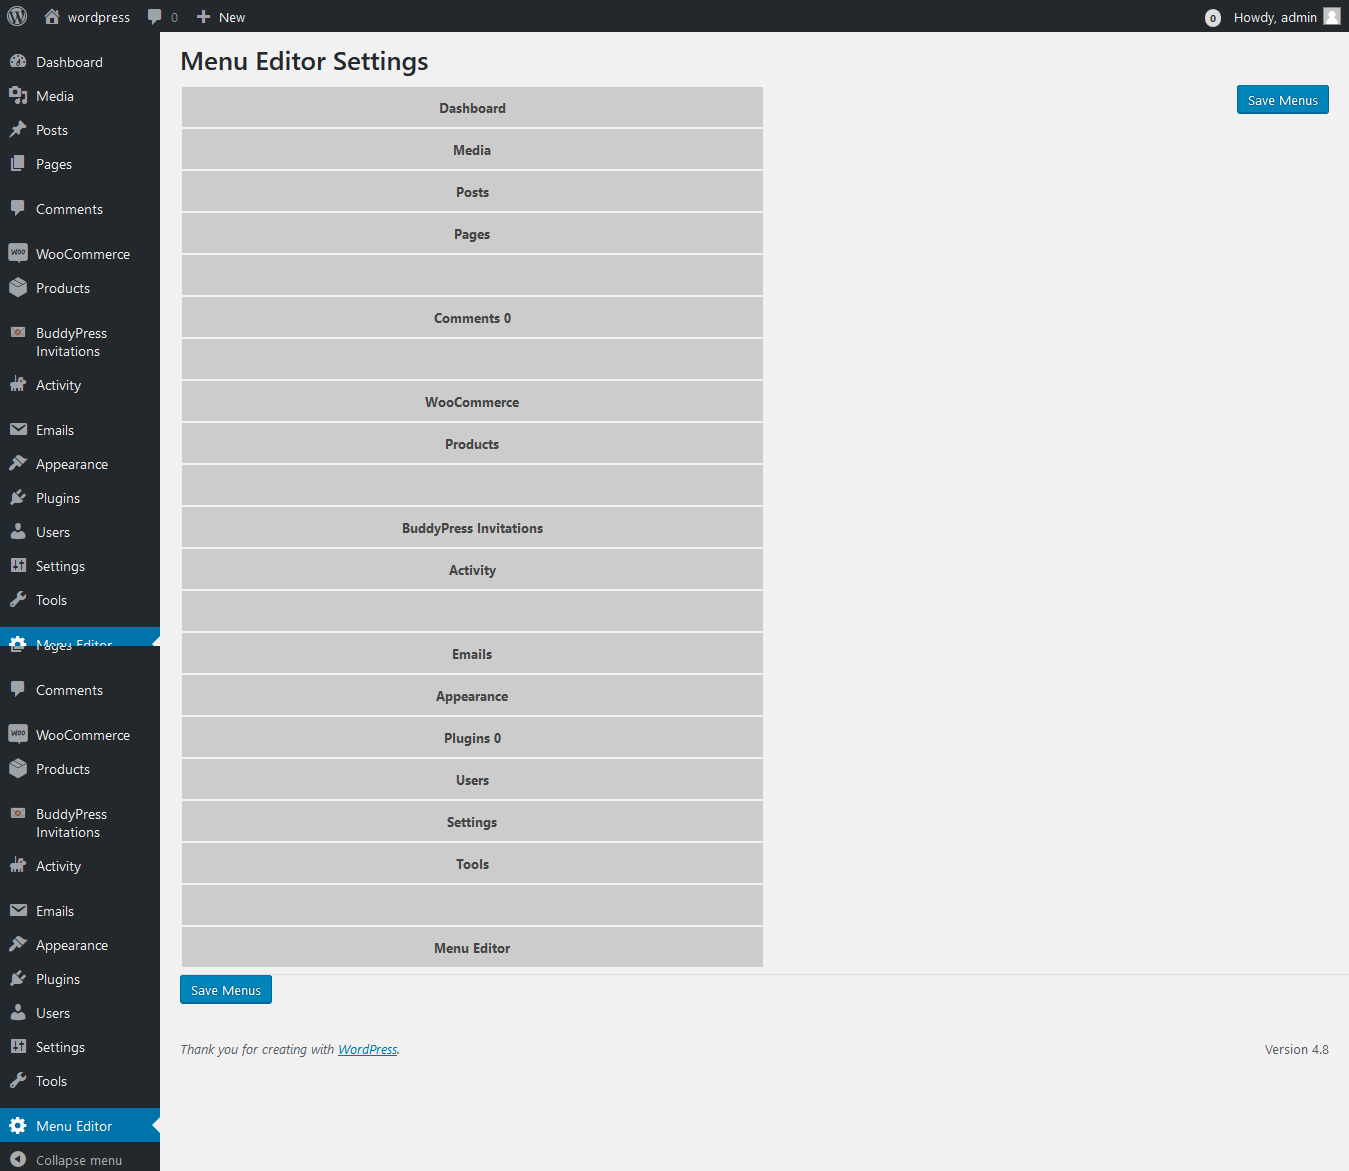 wordpress 0 New 0 Howdy, admin
Dashboard
Media
Posts
Pages
Comments
Woo WooCommerce
Products
BuddyPress
Invitations
Activity
Emails
Appearance
Plugins
Users
Settings
Tools
Menu Editor
Pages
Comments
Woo WooCommerce
Products
BuddyPress
Invitations
Activity
Emails
Appearance
Plugins
Users
Settings
Tools
Menu Editor
Collapse menu
Menu Editor Settings
Save Menus
Dashboard
Media
Posts
Pages
Comments 0
WooCommerce
Products
BuddyPress Invitations
Activity
Emails
Appearance
Plugins 0
Users
Settings
Tools
Menu Editor
Save Menus
Thank you for creating with WordPress.
Version 4.8